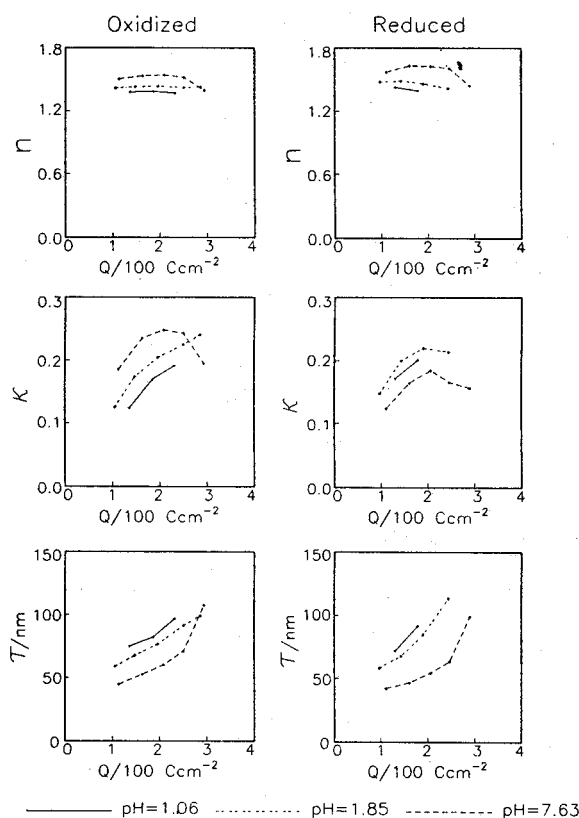 Oxidized Reduced
1.8 1.8
1.2 1.2
n n
0.6 0.6
0.0 0.0
0 1 2 3 4 0 1 2 3 4
Q/100 Ccm⁻² Q/100 Ccm⁻²
0.3 0.3
0.2 0.2
κ κ
0.1 0.1
0.0 0.0
0 1 2 3 4 0 1 2 3 4
Q/100 Ccm⁻² Q/100 Ccm⁻²
150 150
100 100
T/nm T/nm
50 50
0 0
0 1 2 3 4 0 1 2 3 4
Q/100 Ccm⁻² Q/100 Ccm⁻²
pH=1.06 pH=1.85 pH=7.63